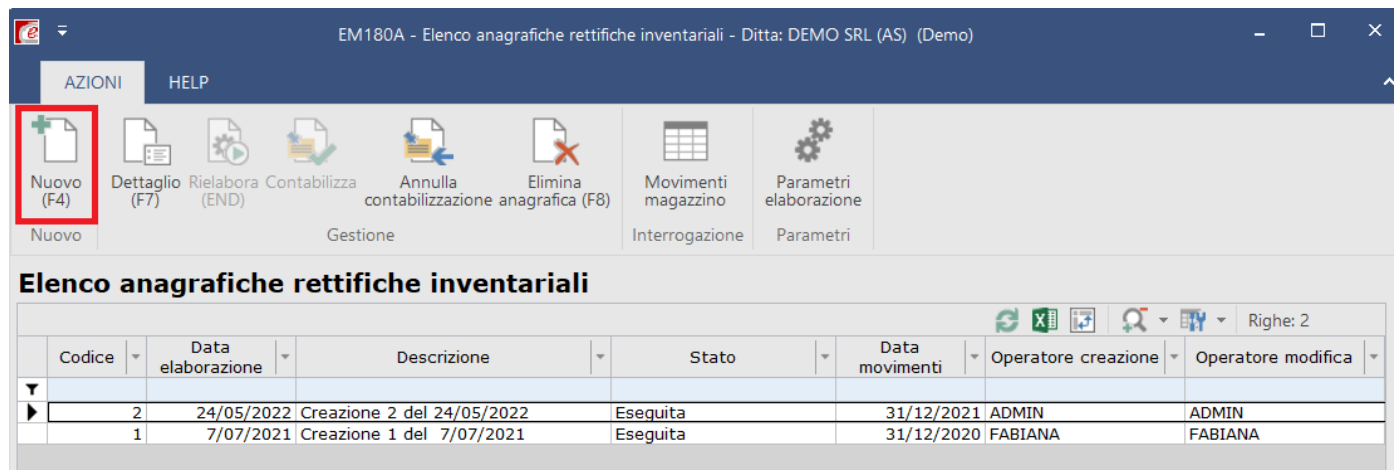 EM180A - Elenco anagrafiche rettifiche inventariali - Ditta: DEMO SRL (AS) (Demo)
AZIONI HELP
Nuovo (F4) Dettaglio (F7) Rielabora (END) Contabilizza Annulla contabilizzazione Elimina anagrafica (F8) Movimenti magazzino Parametri elaborazione
Nuovo Gestione Interrogazione Parametri
Elenco anagrafiche rettifiche inventariali
Righe: 2
Codice Data elaborazione Descrizione Stato Data movimenti Operatore creazione Operatore modifica
2 24/05/2022 Creazione 2 del 24/05/2022 Eseguita 31/12/2021 ADMIN ADMIN
1 7/07/2021 Creazione 1 del 7/07/2021 Eseguita 31/12/2020 FABIANA FABIANA